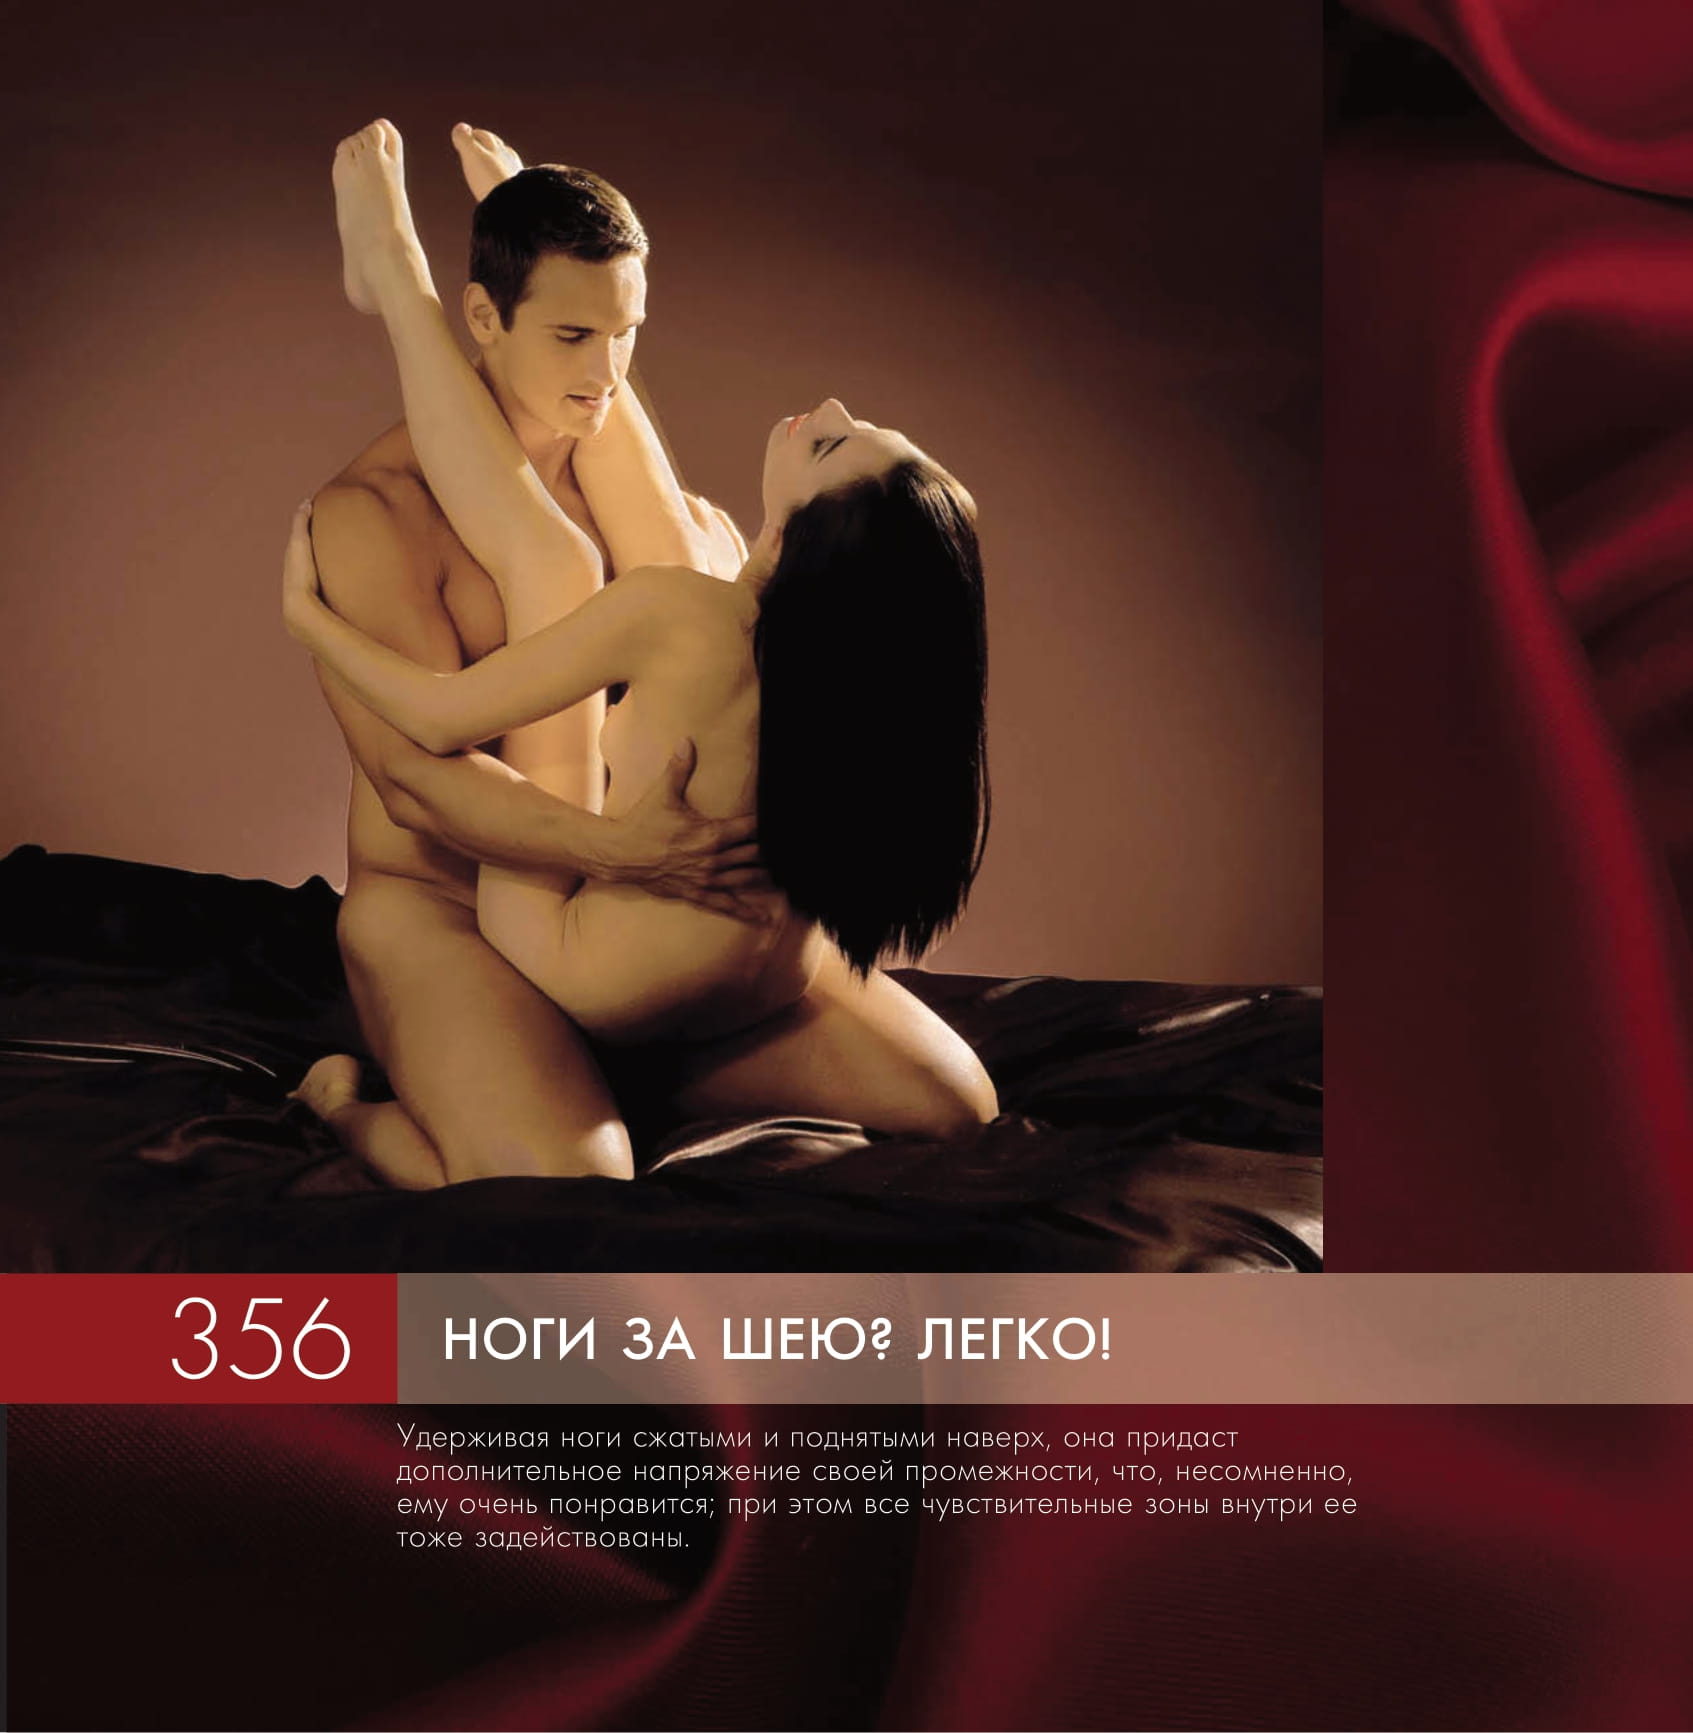 356
НОГИ ЗА ШЕЮ? ЛЕГКО!
Удерживая ноги сжатыми и поднятыми наверх, она придаст
дополнительное напряжение своей промежности, что, несомненно,
ему очень понравится; при этом все чувствительные зоны внутри ее
тоже задействованы.